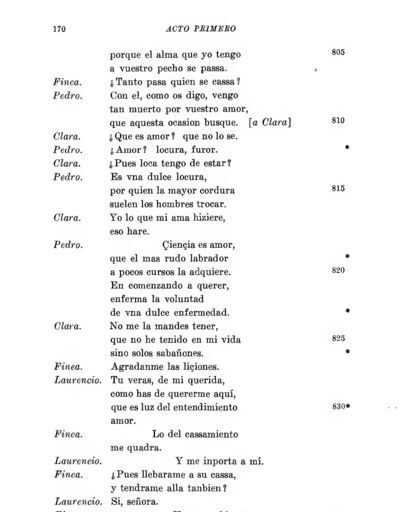 170 ACTO PRIMERO
porque el alma que yo tengo 805
a vuestro pecho se passa.
Finea. ¿Tanto pasa quien se cassa?
Pedro. Con el, como os digo, vengo
tan muerto por vuestro amor,
que aquesta ocasion busque. [a Clara] 810
Clara. ¿Que es amor? que no lo se.
Pedro. ¿Amor? locura, furor. *
Clara. ¿Pues loca tengo de estar?
Pedro. Es vna dulce locura,
por quien la mayor cordura 815
suelen los hombres trocar.
Clara. Yo lo que mi ama hiziere,
eso hare.
Pedro. Çiençia es amor,
que el mas rudo labrador *
a pocos cursos la adquiere. 820
En comenzando a querer,
enferma la voluntad
de vna dulce enfermedad. *
Clara. No me la mandes tener,
que no he tenido en mi vida 825
sino solos sabañones. *
Finea. Agradanme las liçiones.
Laurencio. Tu veras, de mi querida,
como has de quererme aquí,
que es luz del entendimiento 830*
amor.
Finea. Lo del cassamiento
me quadra.
Laurencio. Y me inporta a mí.
Finea. ¿Pues llebarame a su cassa,
y tendrame alla tanbien?
Laurencio. Si, señora.